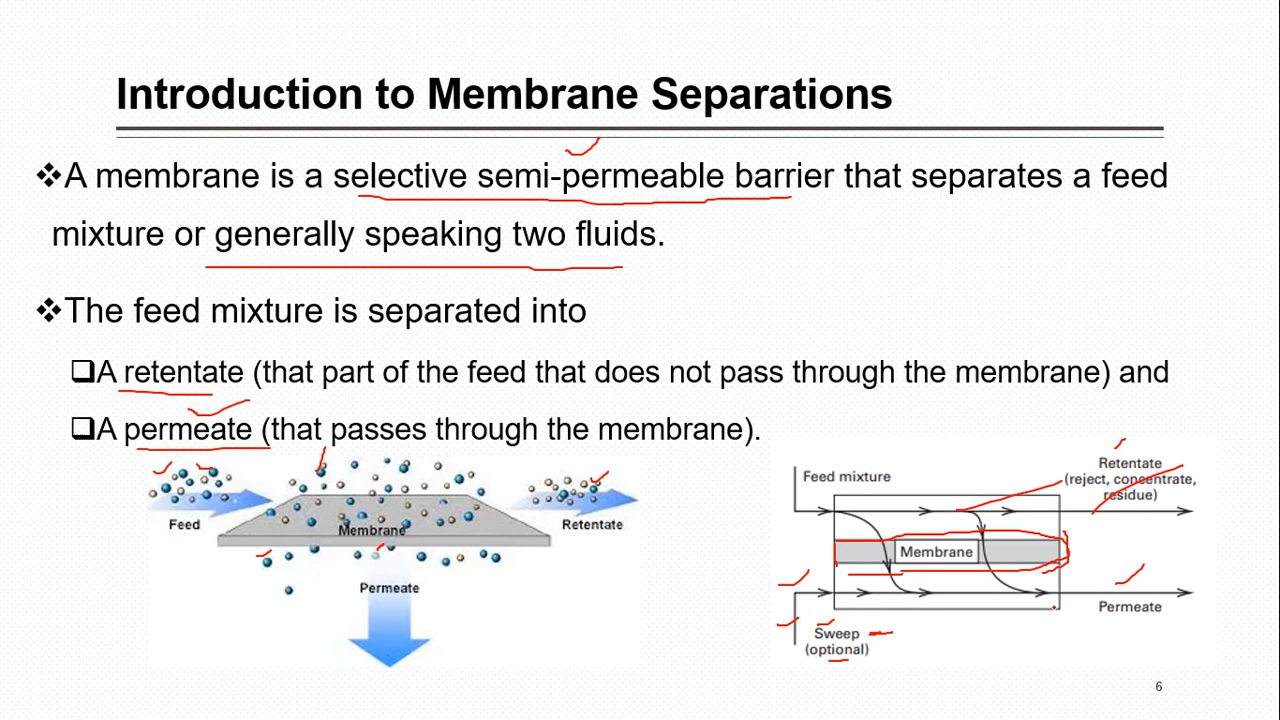 Introduction to Membrane Separations
❖A membrane is a selective semi-permeable barrier that separates a feed
mixture or generally speaking two fluids.
❖The feed mixture is separated into
❑A retentate (that part of the feed that does not pass through the membrane) and
❑A permeate (that passes through the membrane).
Feed
Membrane
Retentate
Permeate
Feed mixture
Retentate
(reject, concentrate,
residue)
Membrane
Permeate
Sweep
(optional)
6